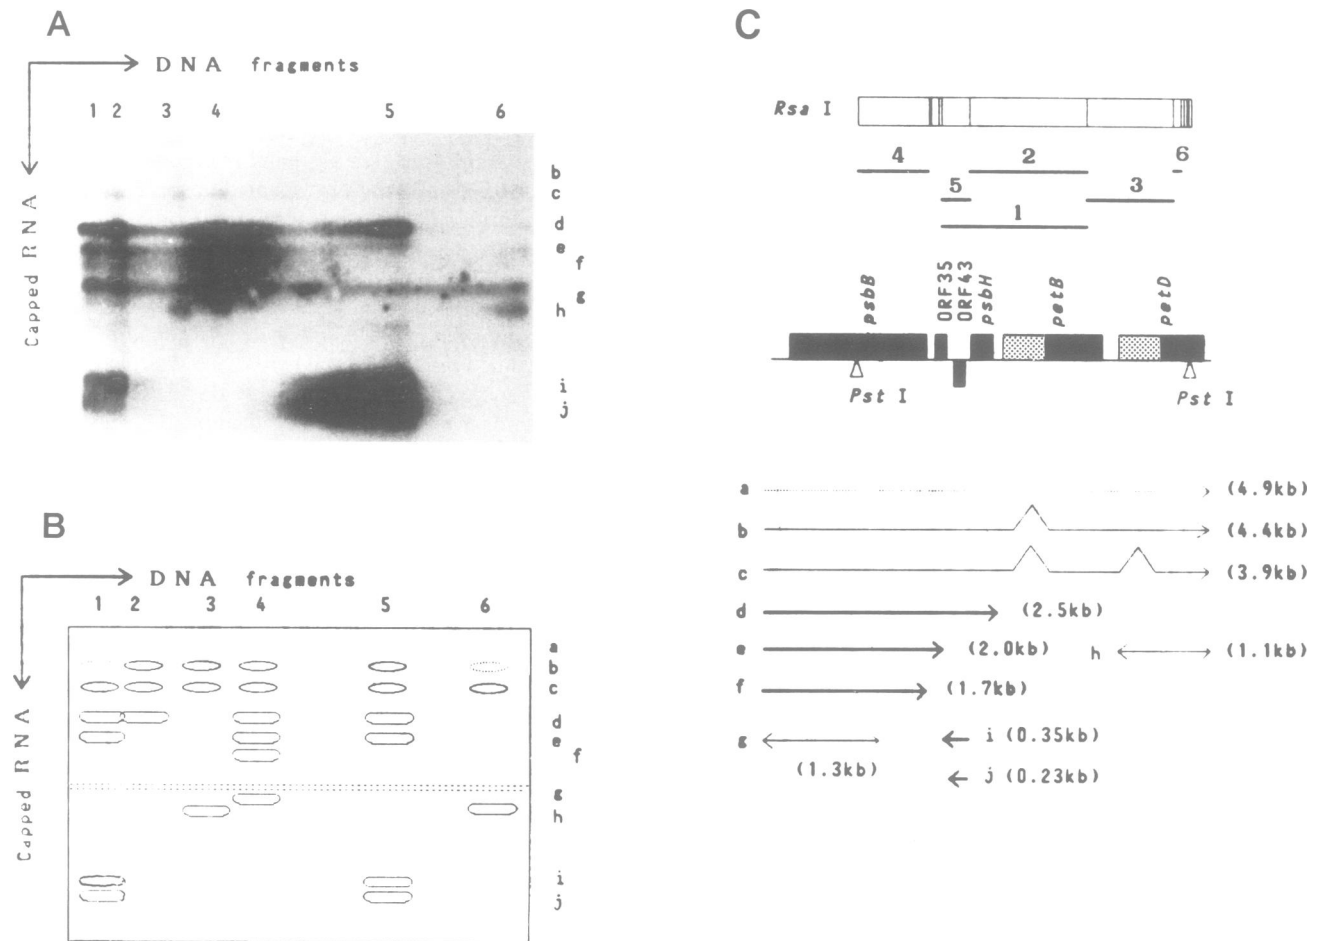 A
DNA fragments
1 2 3 4 5 6
Capped RNA
b
c
d
e
f
g
h
i
j
B
DNA fragments
1 2 3 4 5 6
Capped RNA
a
b
c
d
e
f
g
h
i
j
C
Rsa I
4 2 6
5 3
1
psbB
ORF35
ORF43
psbH
petB
petD
Pst I Pst I
a (4.9kb)
b (4.4kb)
c (3.9kb)
d (2.5kb)
e (2.0kb) h (1.1kb)
f (1.7kb)
g i (0.35kb)
(1.3kb) j (0.23kb)